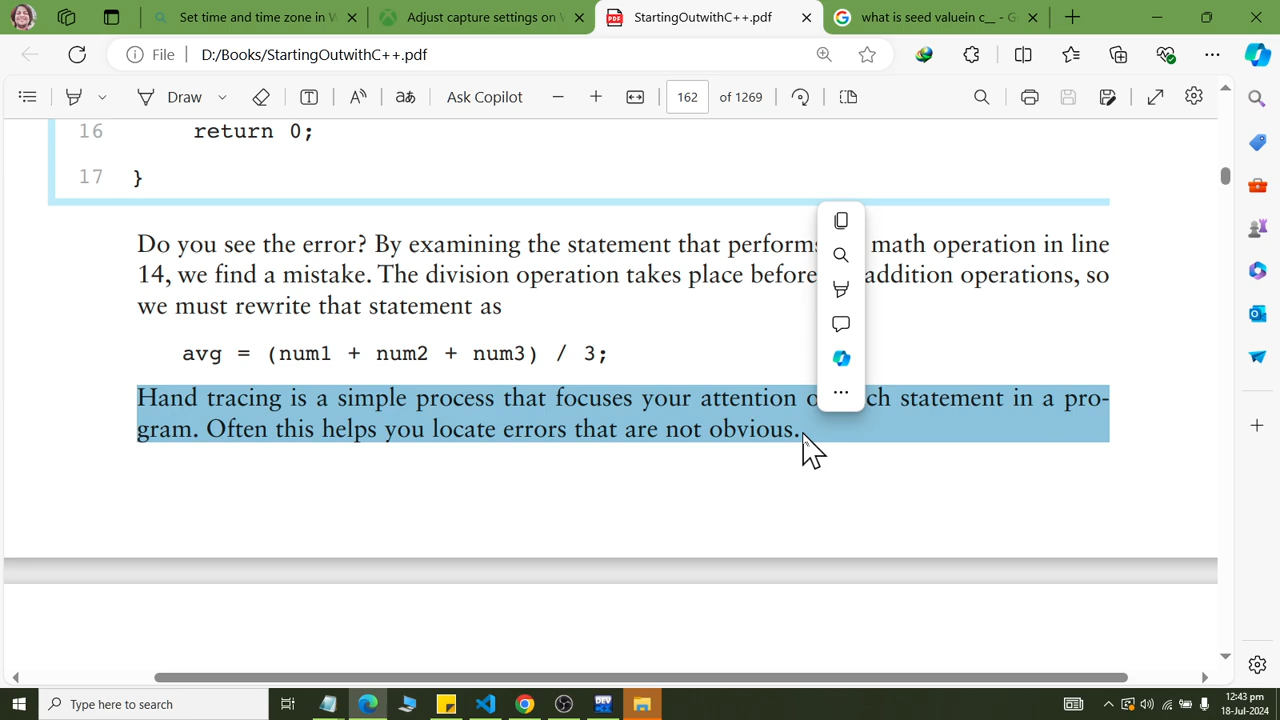 Set time and time zone in W
Adjust capture settings on
StartingOutwithC++.pdf
what is seed valuein c__ - G
File
D:/Books/StartingOutwithC++.pdf
Draw
Ask Copilot
162 of 1269
16 return 0;
17 }
Do you see the error? By examining the statement that performs math operation in line
14, we find a mistake. The division operation takes place before addition operations, so
we must rewrite that statement as
avg = (num1 + num2 + num3) / 3;
Hand tracing is a simple process that focuses your attention o ch statement in a pro-
gram. Often this helps you locate errors that are not obvious.
Type here to search
DEV
12:43 pm
18-Jul-2024